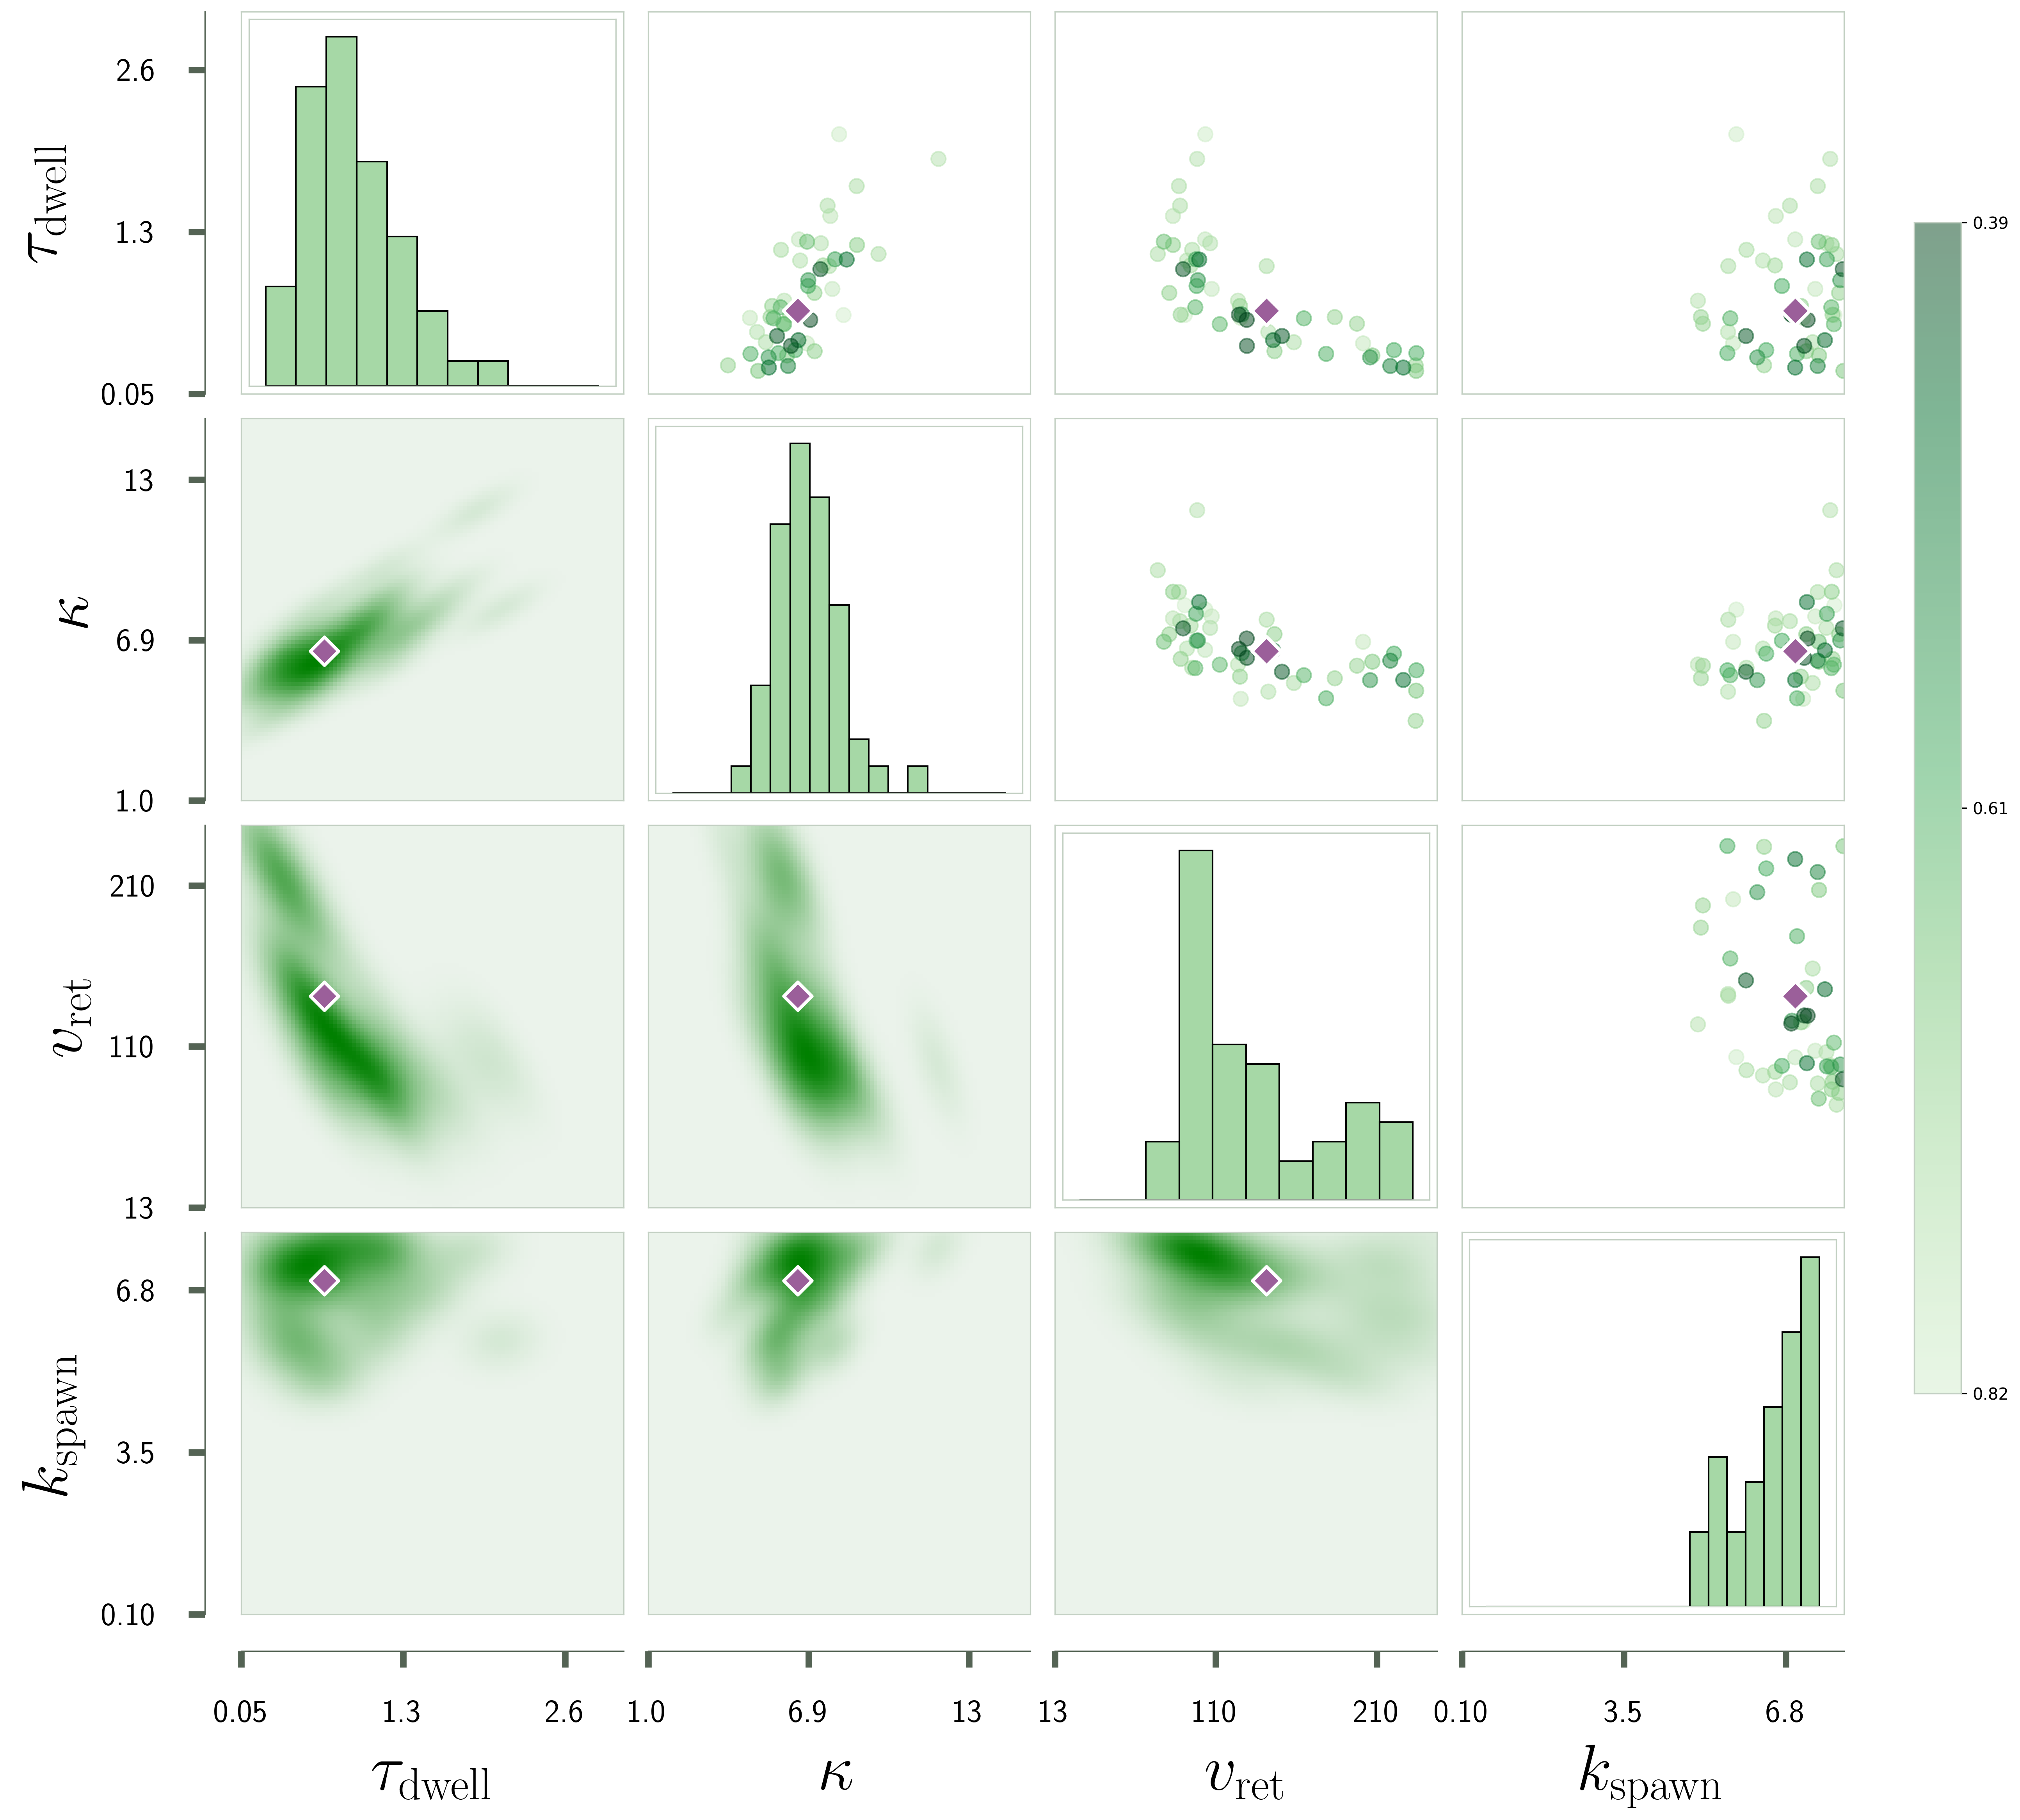 τdwell
2.6
1.3
0.05
κ
13
6.9
1.0
vret
210
110
13
kspawn
6.8
3.5
0.10
0.05 1.3 2.6 1.0 6.9 13 13 110 210 0.10 3.5 6.8
τdwell κ vret kspawn
0.39
0.61
0.82